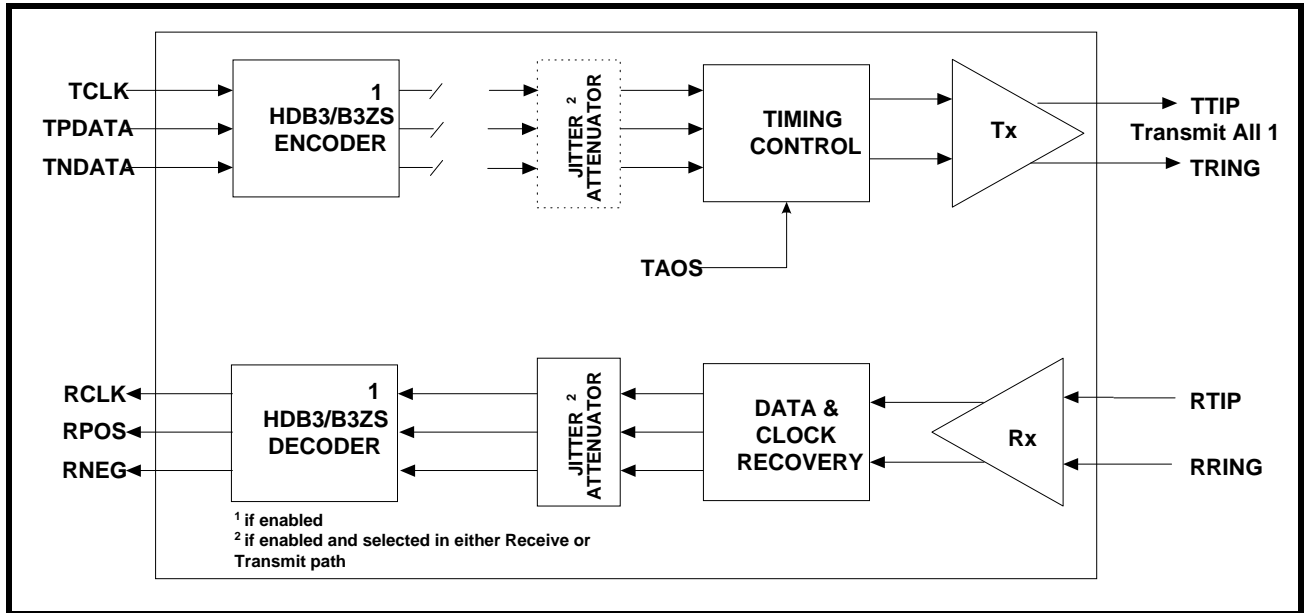 TCLK
TPDATA
TNDATA
1
HDB3/B3ZS
ENCODER
JITTER 2
ATTENUATOR
TIMING
CONTROL
Tx
TTIP
Transmit All 1
TRING
TAOS
RCLK
RPOS
RNEG
1
HDB3/B3ZS
DECODER
JITTER 2
ATTENUATOR
DATA &
CLOCK
RECOVERY
Rx
RTIP
RRING
1 if enabled
2 if enabled and selected in either Receive or
Transmit path